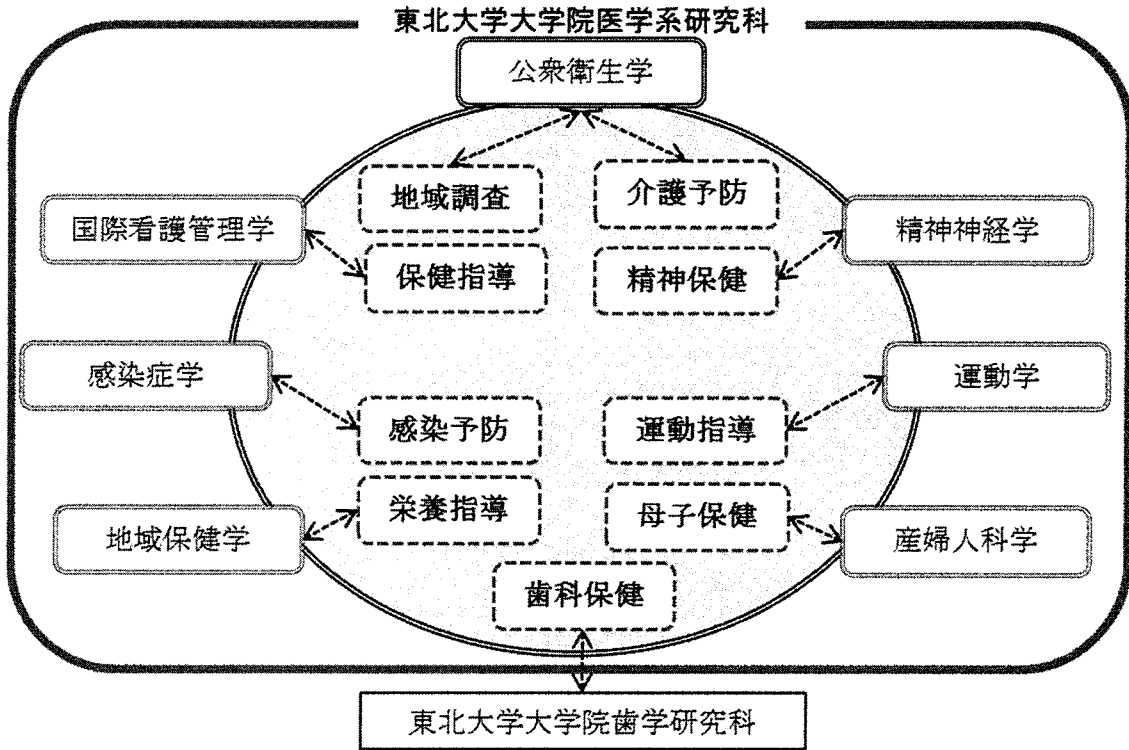 東北大学大学院医学系研究科
公衆衛生学
地域調査
介護予防
国際看護管理学
精神神経学
保健指導
精神保健
感染症学
運動学
感染予防
運動指導
栄養指導
母子保健
地域保健学
産婦人科学
歯科保健
東北大学大学院歯学研究科